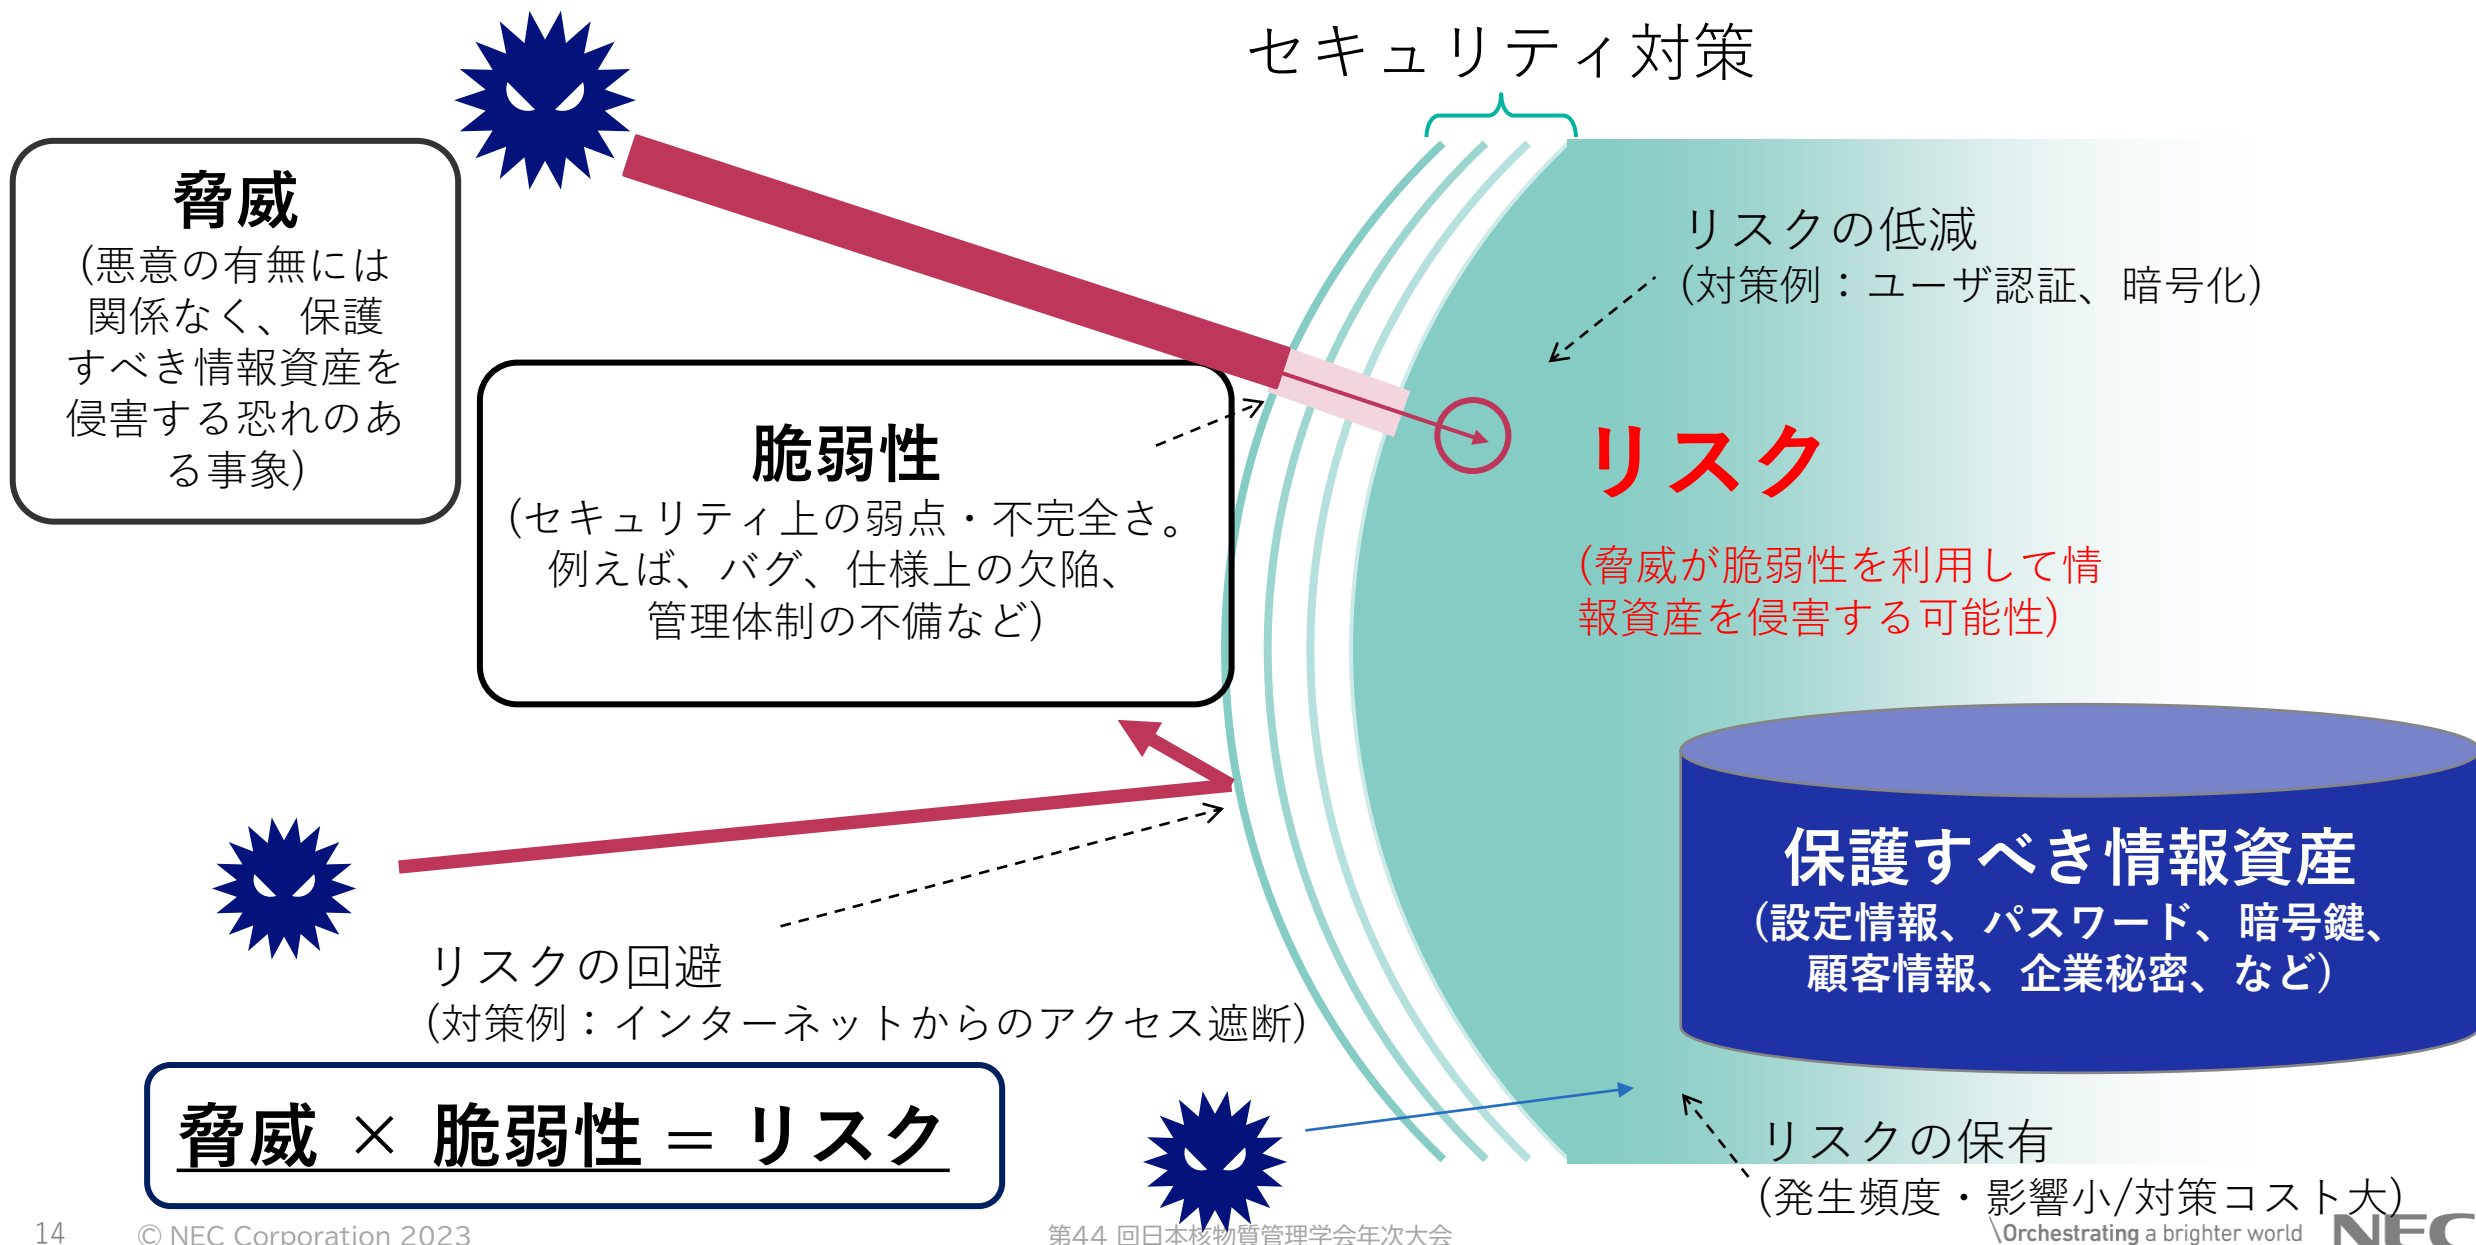 セキュリティ対策
脅威
(悪意の有無には
関係なく、保護
すべき情報資産を
侵害する恐れのあ
る事象)
リスクの低減
(対策例：ユーザ認証、暗号化)
脆弱性
(セキュリティ上の弱点・不完全さ。
例えば、バグ、仕様上の欠陥、
管理体制の不備など)
リスク
(脅威が脆弱性を利用して情
報資産を侵害する可能性)
保護すべき情報資産
(設定情報、パスワード、暗号鍵、
顧客情報、企業秘密、など)
リスクの回避
(対策例：インターネットからのアクセス遮断)
脅威 × 脆弱性 = リスク
リスクの保有
(発生頻度・影響小/対策コスト大)
14
© NEC Corporation 2023
第44 回日本核物質管理学会年次大会
\Orchestrating a brighter world
NEC